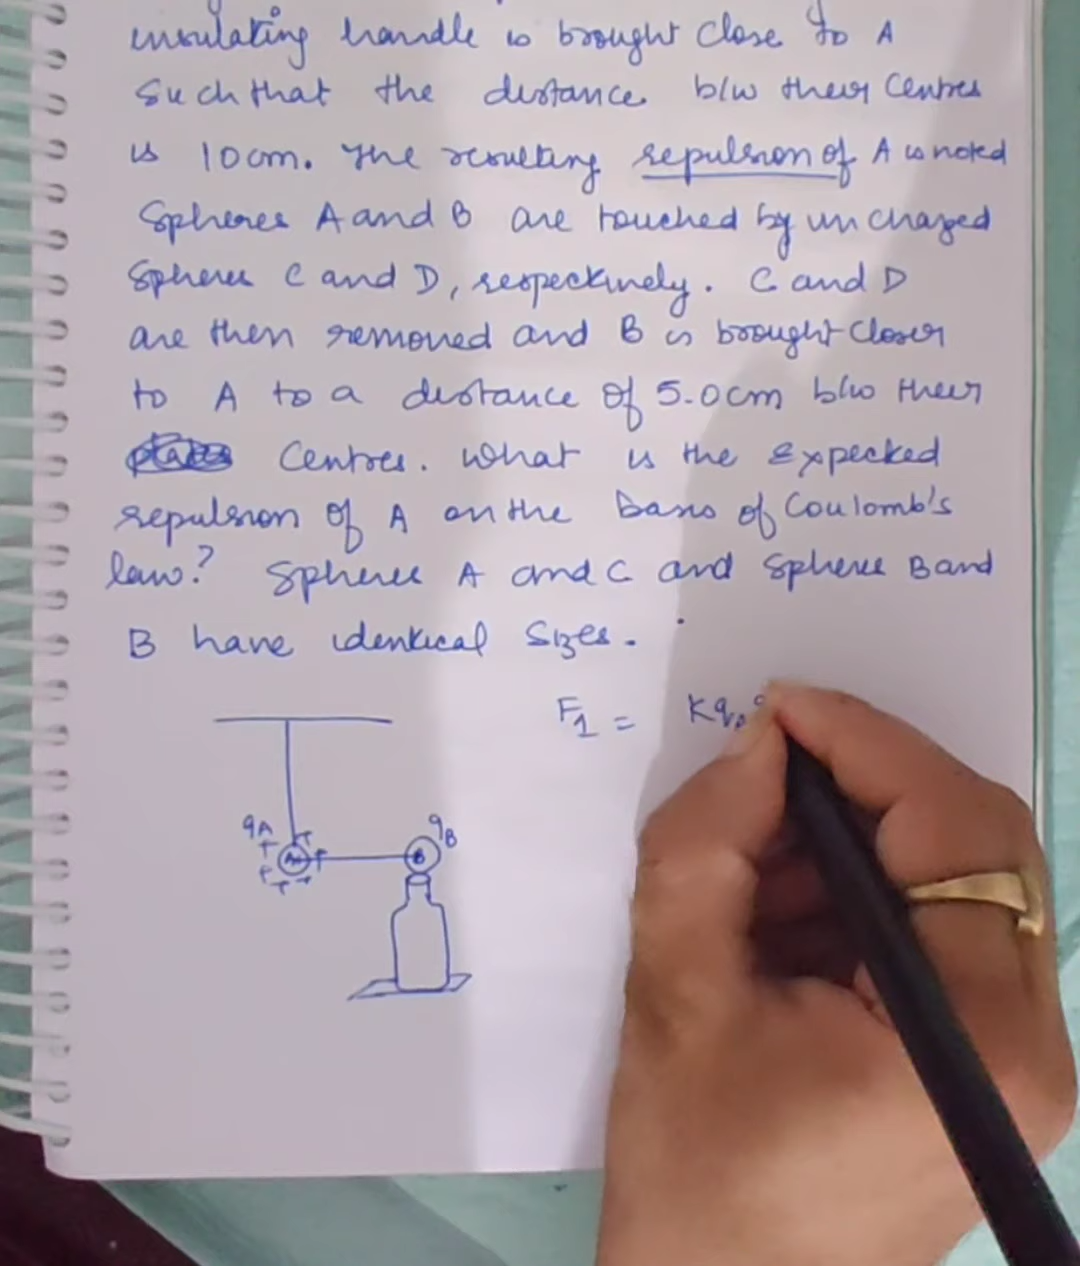 insulating handle is brought close to A
Such that the distance b/w their Centres
is 10cm. The resulting repulsion of A is noted
Spheres A and B are touched by uncharged
Spheres C and D, respectively. C and D
are then removed and B is brought closer
to A to a distance of 5.0cm b/w their
Centres. What is the Expected
repulsion of A on the basis of Coulomb's
law? Spheres A and C and Spheres B and
B have identical Sizes.
F1 = Kq
qA
qB
B